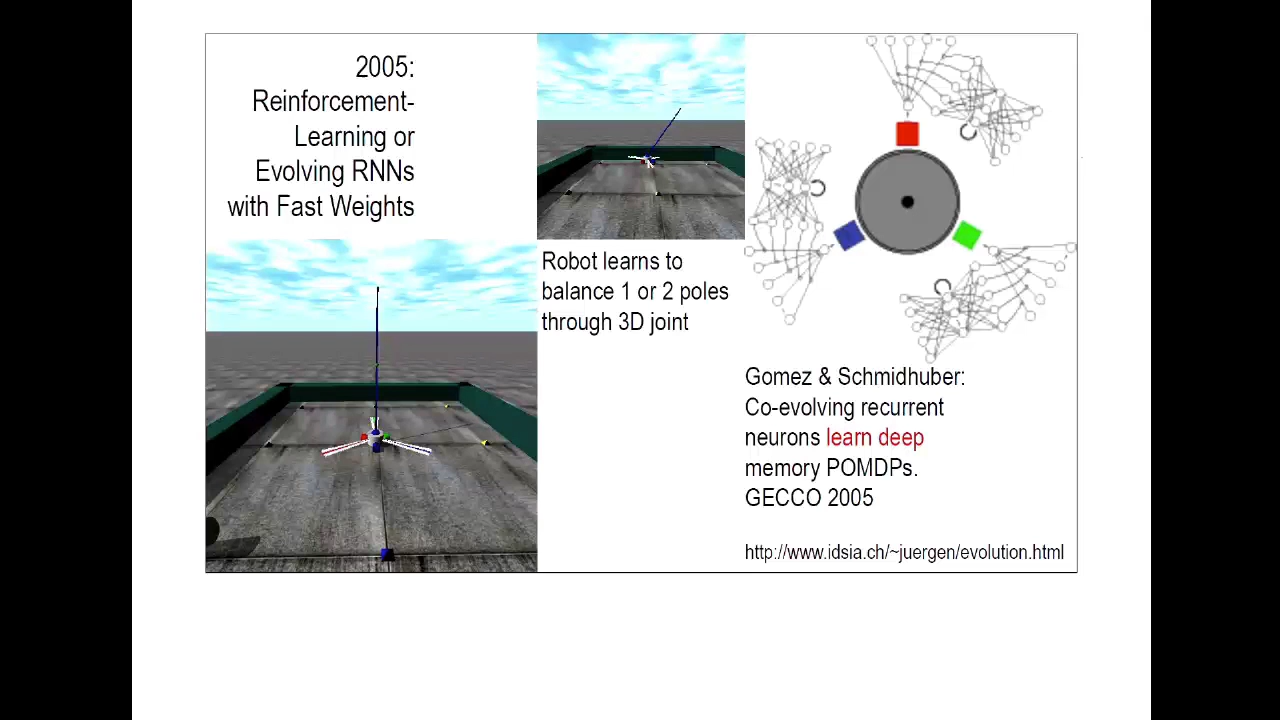 2005:
Reinforcement-
Learning or
Evolving RNNs
with Fast Weights
Robot learns to
balance 1 or 2 poles
through 3D joint
Gomez & Schmidhuber:
Co-evolving recurrent
neurons learn deep
memory POMDPs.
GECCO 2005
http://www.idsia.ch/~juergen/evolution.html